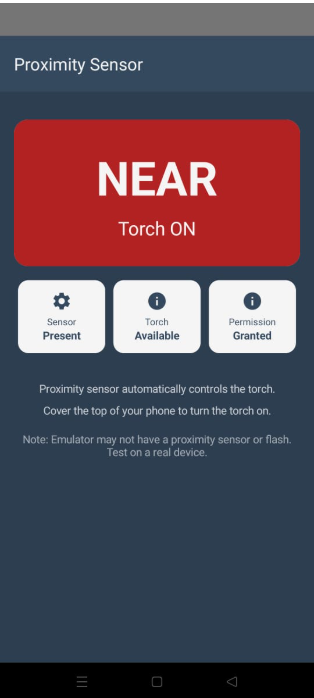 Proximity Sensor
NEAR
Torch ON
Sensor
Present
Torch
Available
Permission
Granted
Proximity sensor automatically controls the torch.
Cover the top of your phone to turn the torch on.
Note: Emulator may not have a proximity sensor or flash.
Test on a real device.